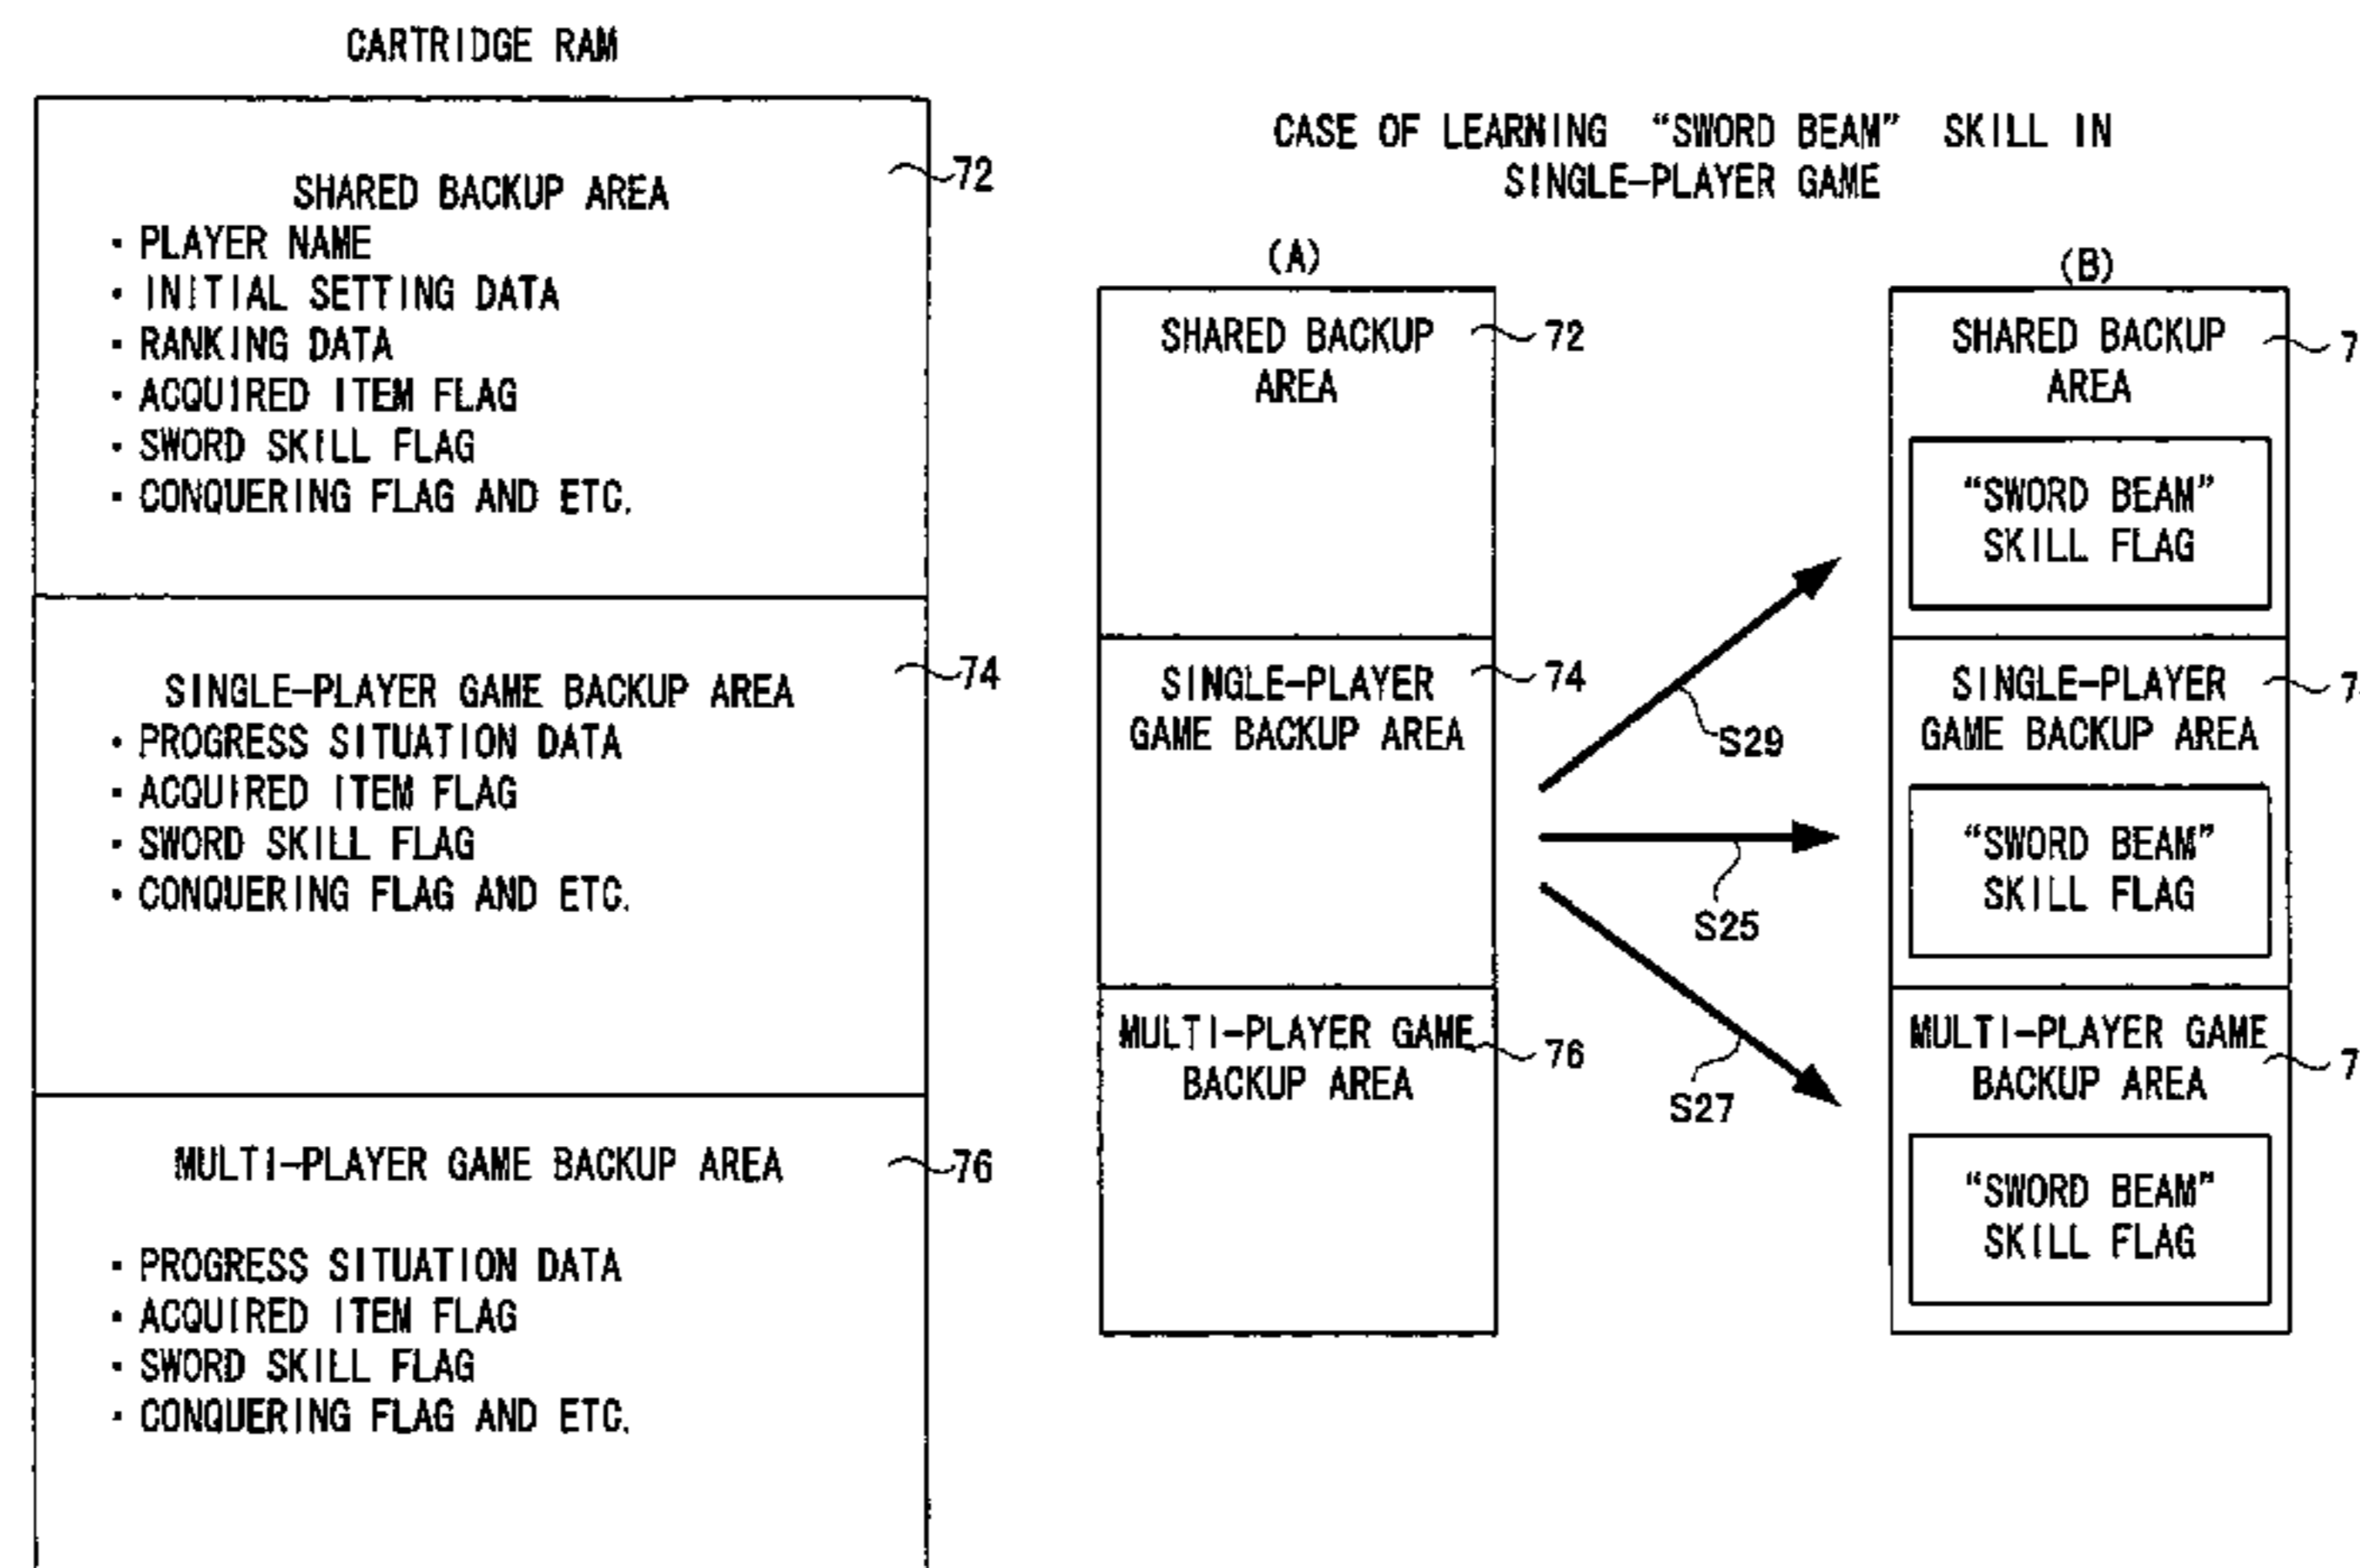 CARTRIDGE RAM
SHARED BACKUP AREA
72
・PLAYER NAME
・INITIAL SETTING DATA
・RANKING DATA
・ACQUIRED ITEM FLAG
・SWORD SKILL FLAG
・CONQUERING FLAG AND ETC.
SINGLE-PLAYER GAME BACKUP AREA
74
・PROGRESS SITUATION DATA
・ACQUIRED ITEM FLAG
・SWORD SKILL FLAG
・CONQUERING FLAG AND ETC.
MULTI-PLAYER GAME BACKUP AREA
76
・PROGRESS SITUATION DATA
・ACQUIRED ITEM FLAG
・SWORD SKILL FLAG
・CONQUERING FLAG AND ETC.
CASE OF LEARNING “SWORD BEAM” SKILL IN
SINGLE-PLAYER GAME
(A)
SHARED BACKUP
AREA
72
SINGLE-PLAYER
GAME BACKUP AREA
74
MULTI-PLAYER GAME
BACKUP AREA
76
S29
S25
S27
(B)
SHARED BACKUP
AREA
7
“SWORD BEAM”
SKILL FLAG
SINGLE-PLAYER
GAME BACKUP AREA
7
“SWORD BEAM”
SKILL FLAG
MULTI-PLAYER GAME
BACKUP AREA
7
“SWORD BEAM”
SKILL FLAG